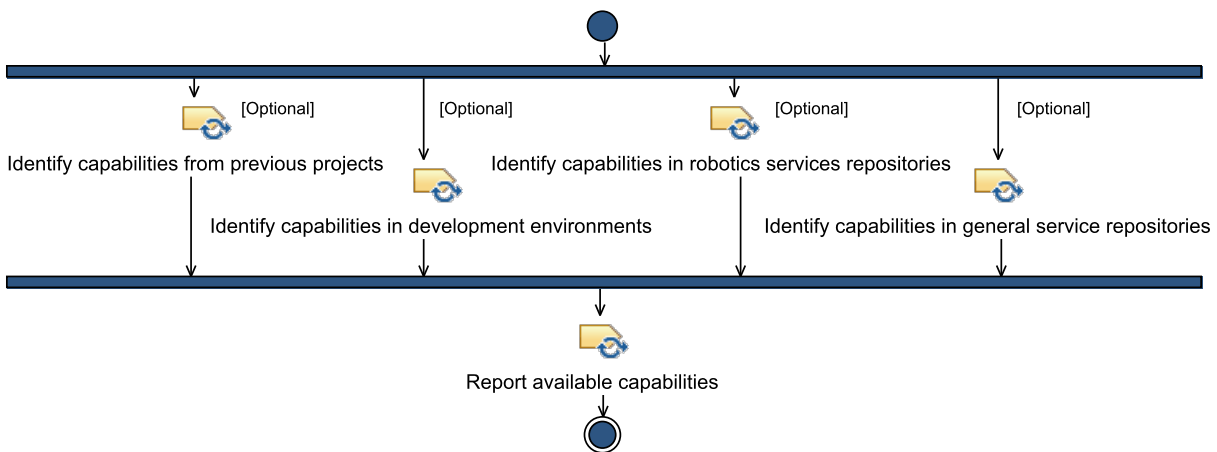 [Optional]
[Optional]
[Optional]
[Optional]
Identify capabilities from previous projects
Identify capabilities in robotics services repositories
Identify capabilities in development environments
Identify capabilities in general service repositories
Report available capabilities